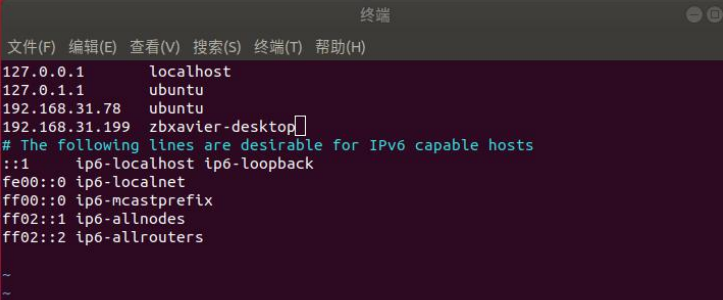 终端
文件(F) 编辑(E) 查看(V) 搜索(S) 终端(T) 帮助(H)
127.0.0.1 localhost
127.0.1.1 ubuntu
192.168.31.78 ubuntu
192.168.31.199 zbxavier-desktop
# The following lines are desirable for IPv6 capable hosts
::1 ip6-localhost ip6-loopback
fe00::0 ip6-localnet
ff00::0 ip6-mcastprefix
ff02::1 ip6-allnodes
ff02::2 ip6-allrouters
~
~